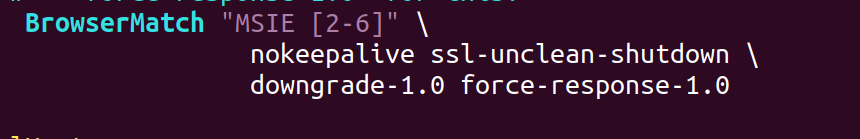 BrowserMatch "MSIE [2-6]" \
nokeepalive ssl-unclean-shutdown \
downgrade-1.0 force-response-1.0